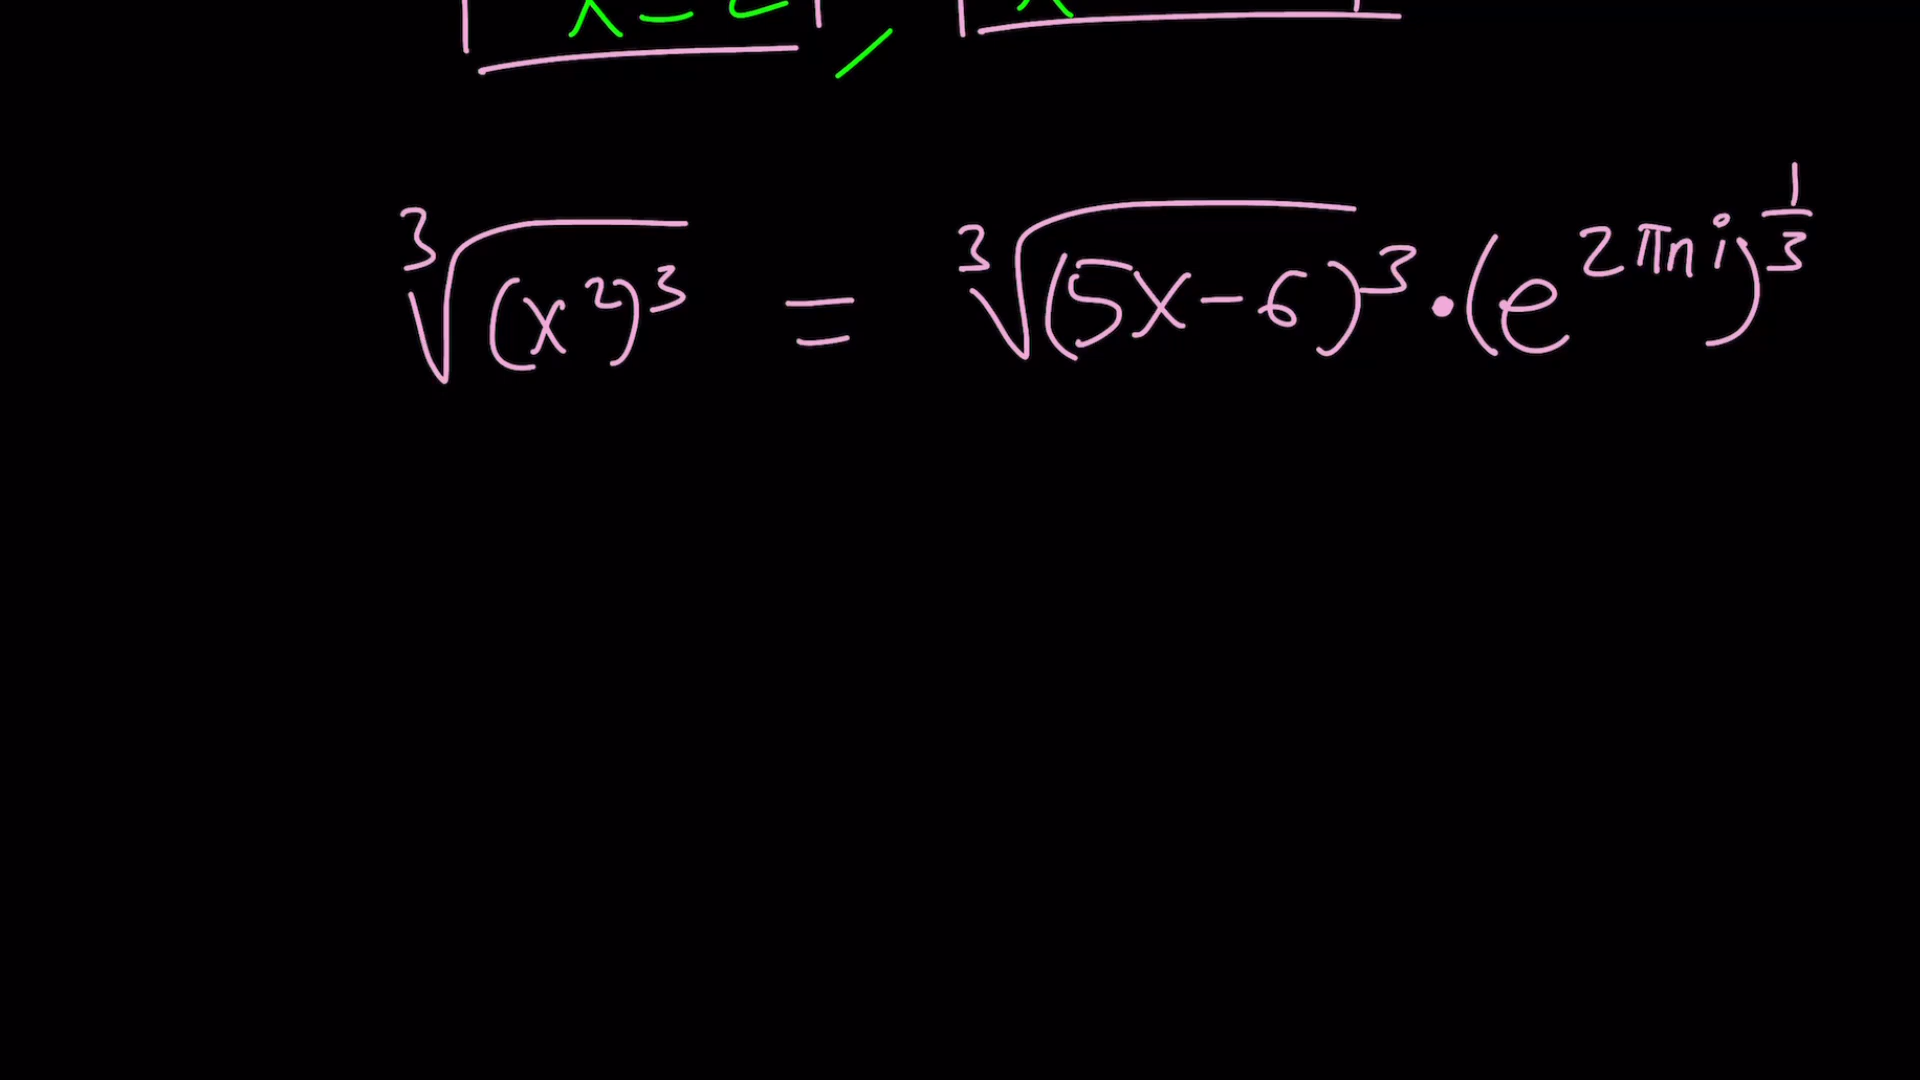 ∛(x²)³ = ∛(5x-6)³ · (e^{2πni})^{1/3}